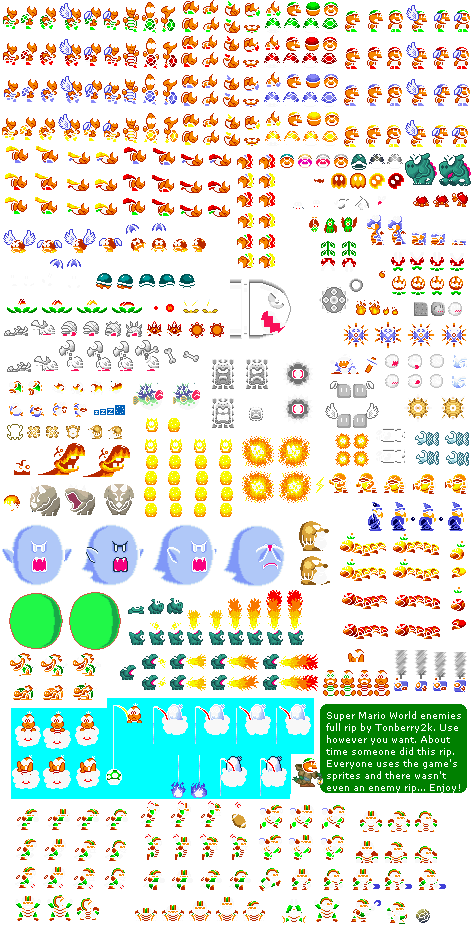 Super Mario World enemies
full rip by Tonberry2k. Use
however you want. About
time someone did this rip.
Everyone uses the game's
sprites and there wasn't
even an enemy rip... Enjoy!